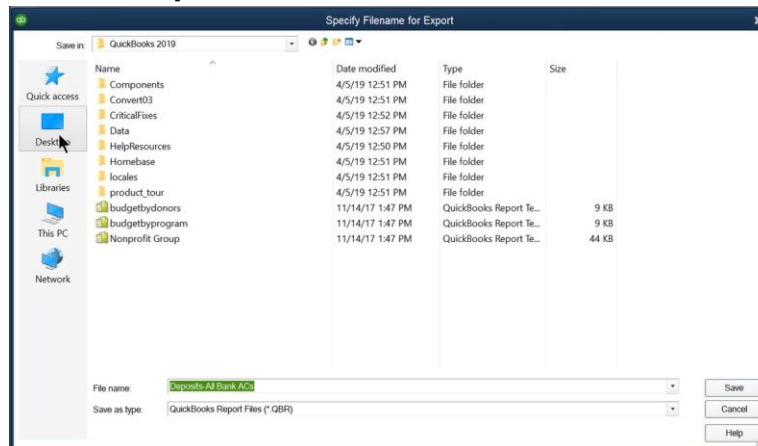 qb Specify Filename for Export x
Save in: QuickBooks 2019
Name Date modified Type Size
Components 4/5/19 12:51 PM File folder
Convert03 4/5/19 12:51 PM File folder
CriticalFixes 4/5/19 12:52 PM File folder
Data 4/5/19 12:57 PM File folder
HelpResources 4/5/19 12:50 PM File folder
Homebase 4/5/19 12:51 PM File folder
locales 4/5/19 12:51 PM File folder
product_tour 4/5/19 12:51 PM File folder
budgetbydonors 11/14/17 1:47 PM QuickBooks Report Te... 9 KB
budgetbyprogram 11/14/17 1:47 PM QuickBooks Report Te... 9 KB
Nonprofit Group 11/14/17 1:47 PM QuickBooks Report Te... 44 KB
Quick access
Desktop
Libraries
This PC
Network
File name: Deposits-All Bank ACs Save
Save as type: QuickBooks Report Files (*.QBR) Cancel
Help